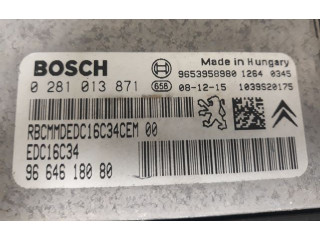 BOSCH
Made in Hungary
9653958980 1264 0345
0 281 013 871
658
08-12-15
1039S20175
RBCMMDEDC16C34CEM 00
EDC16C34
96 646 180 80